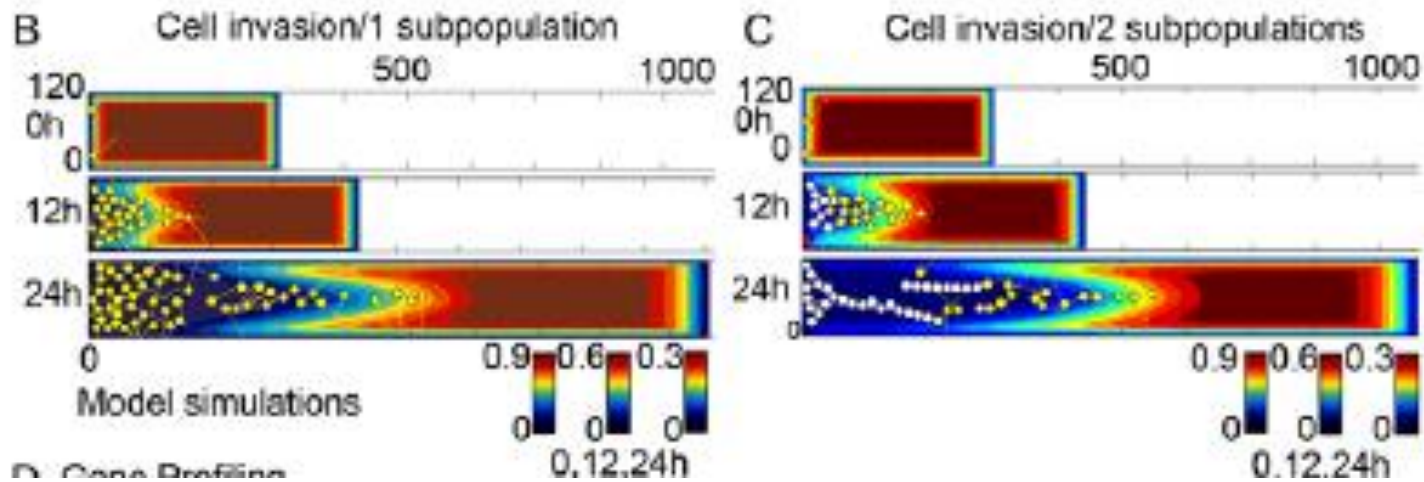 B Cell invasion/1 subpopulation
500 1000
120
0h
0
12h
24h
0
0.9 0.6 0.3
0 0 0
Model simulations
0,12,24h
C Cell invasion/2 subpopulations
500 1000
120
0h
0
12h
24h
0
0.9 0.6 0.3
0 0 0
0,12,24h
D Gene Profiling